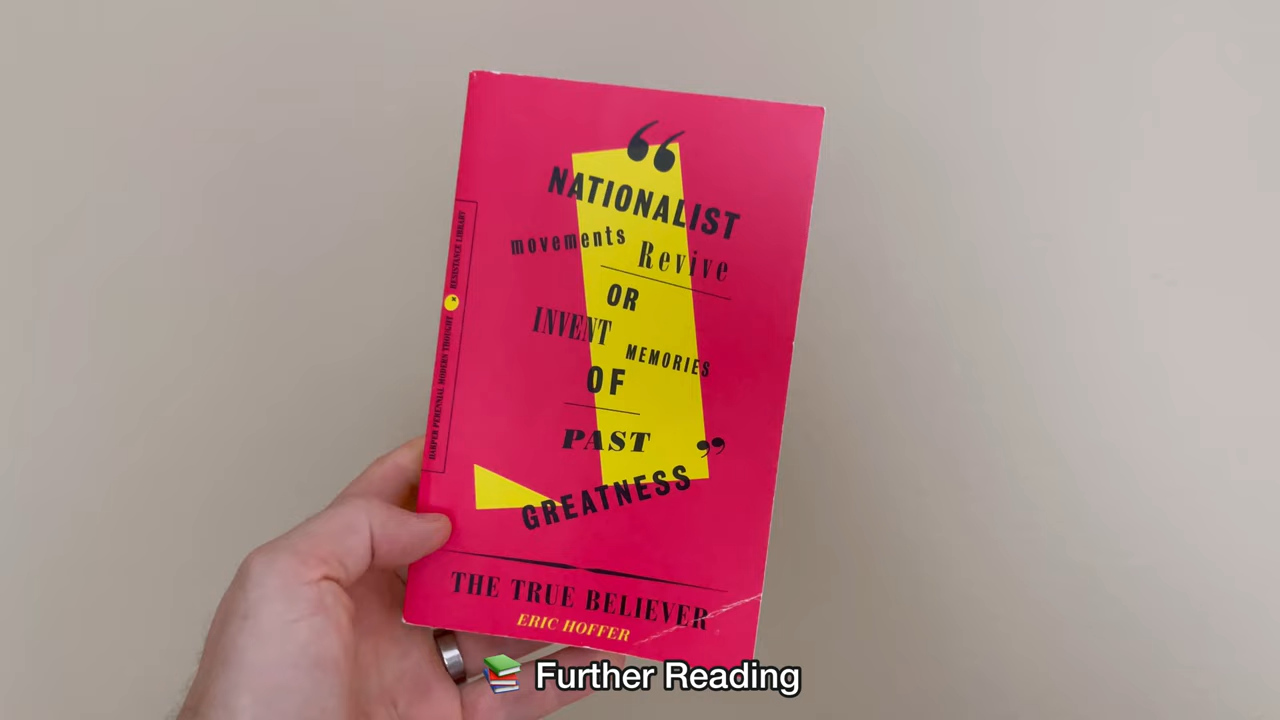 “
NATIONALIST
movements Revive
OR
INVENT MEMORIES
OF
PAST
GREATNESS ”
THE TRUE BELIEVER
ERIC HOFFER
HARPER PERENNIAL MODERN THOUGHT RESISTANCE LIBRARY
📚 Further Reading